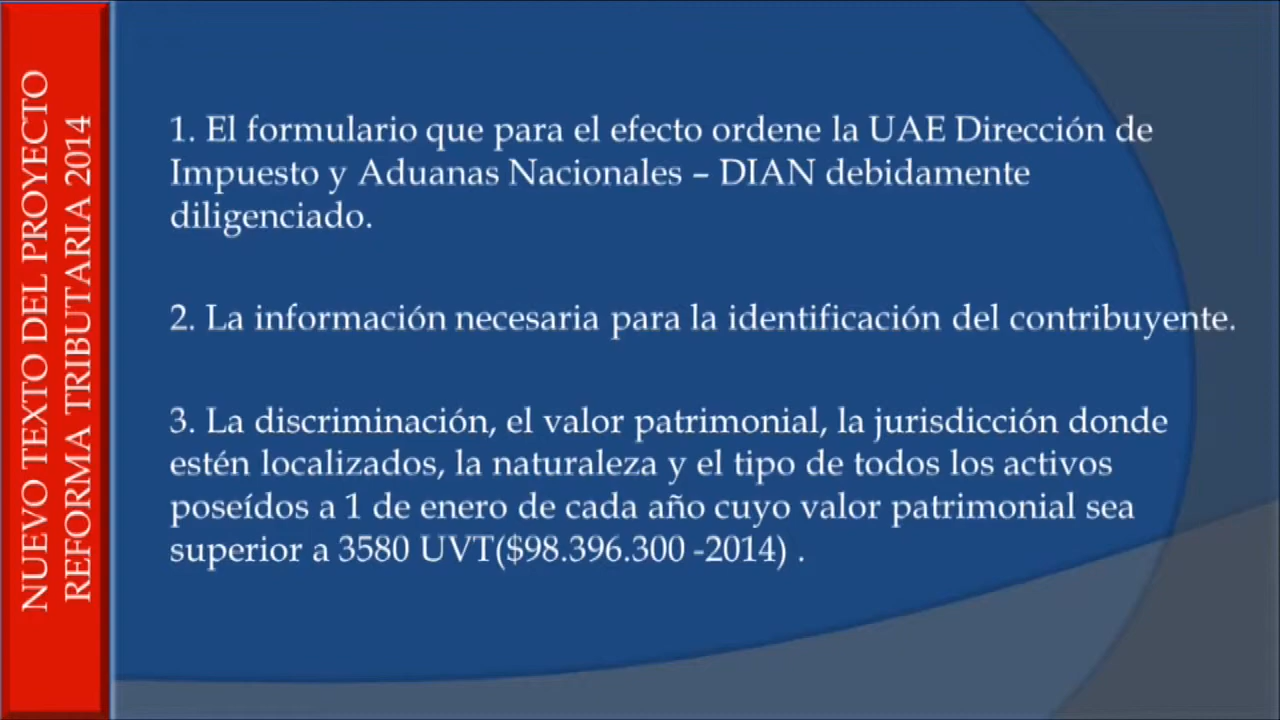 NUEVO TEXTO DEL PROYECTO
REFORMA TRIBUTARIA 2014
1. El formulario que para el efecto ordene la UAE Dirección de
Impuesto y Aduanas Nacionales – DIAN debidamente
diligenciado.
2. La información necesaria para la identificación del contribuyente.
3. La discriminación, el valor patrimonial, la jurisdicción donde
estén localizados, la naturaleza y el tipo de todos los activos
poseídos a 1 de enero de cada año cuyo valor patrimonial sea
superior a 3580 UVT($98.396.300 -2014) .